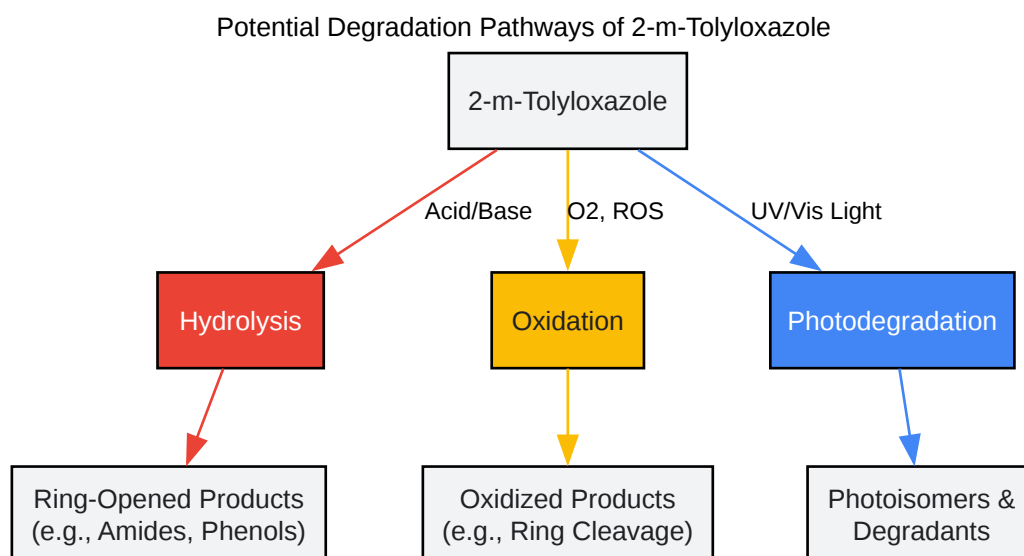 Potential Degradation Pathways of 2-m-Tolyloxazole
2-m-Tolyloxazole
Acid/Base
O2, ROS
UV/Vis Light
Hydrolysis
Oxidation
Photodegradation
Ring-Opened Products
(e.g., Amides, Phenols)
Oxidized Products
(e.g., Ring Cleavage)
Photoisomers &
Degradants